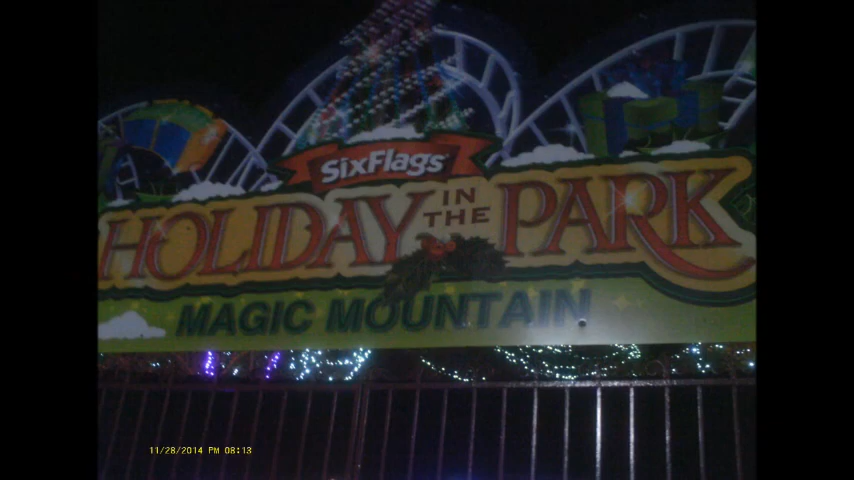 SixFlags
HOLIDAY IN THE PARK
MAGIC MOUNTAIN
11/28/2014 PM 08:13